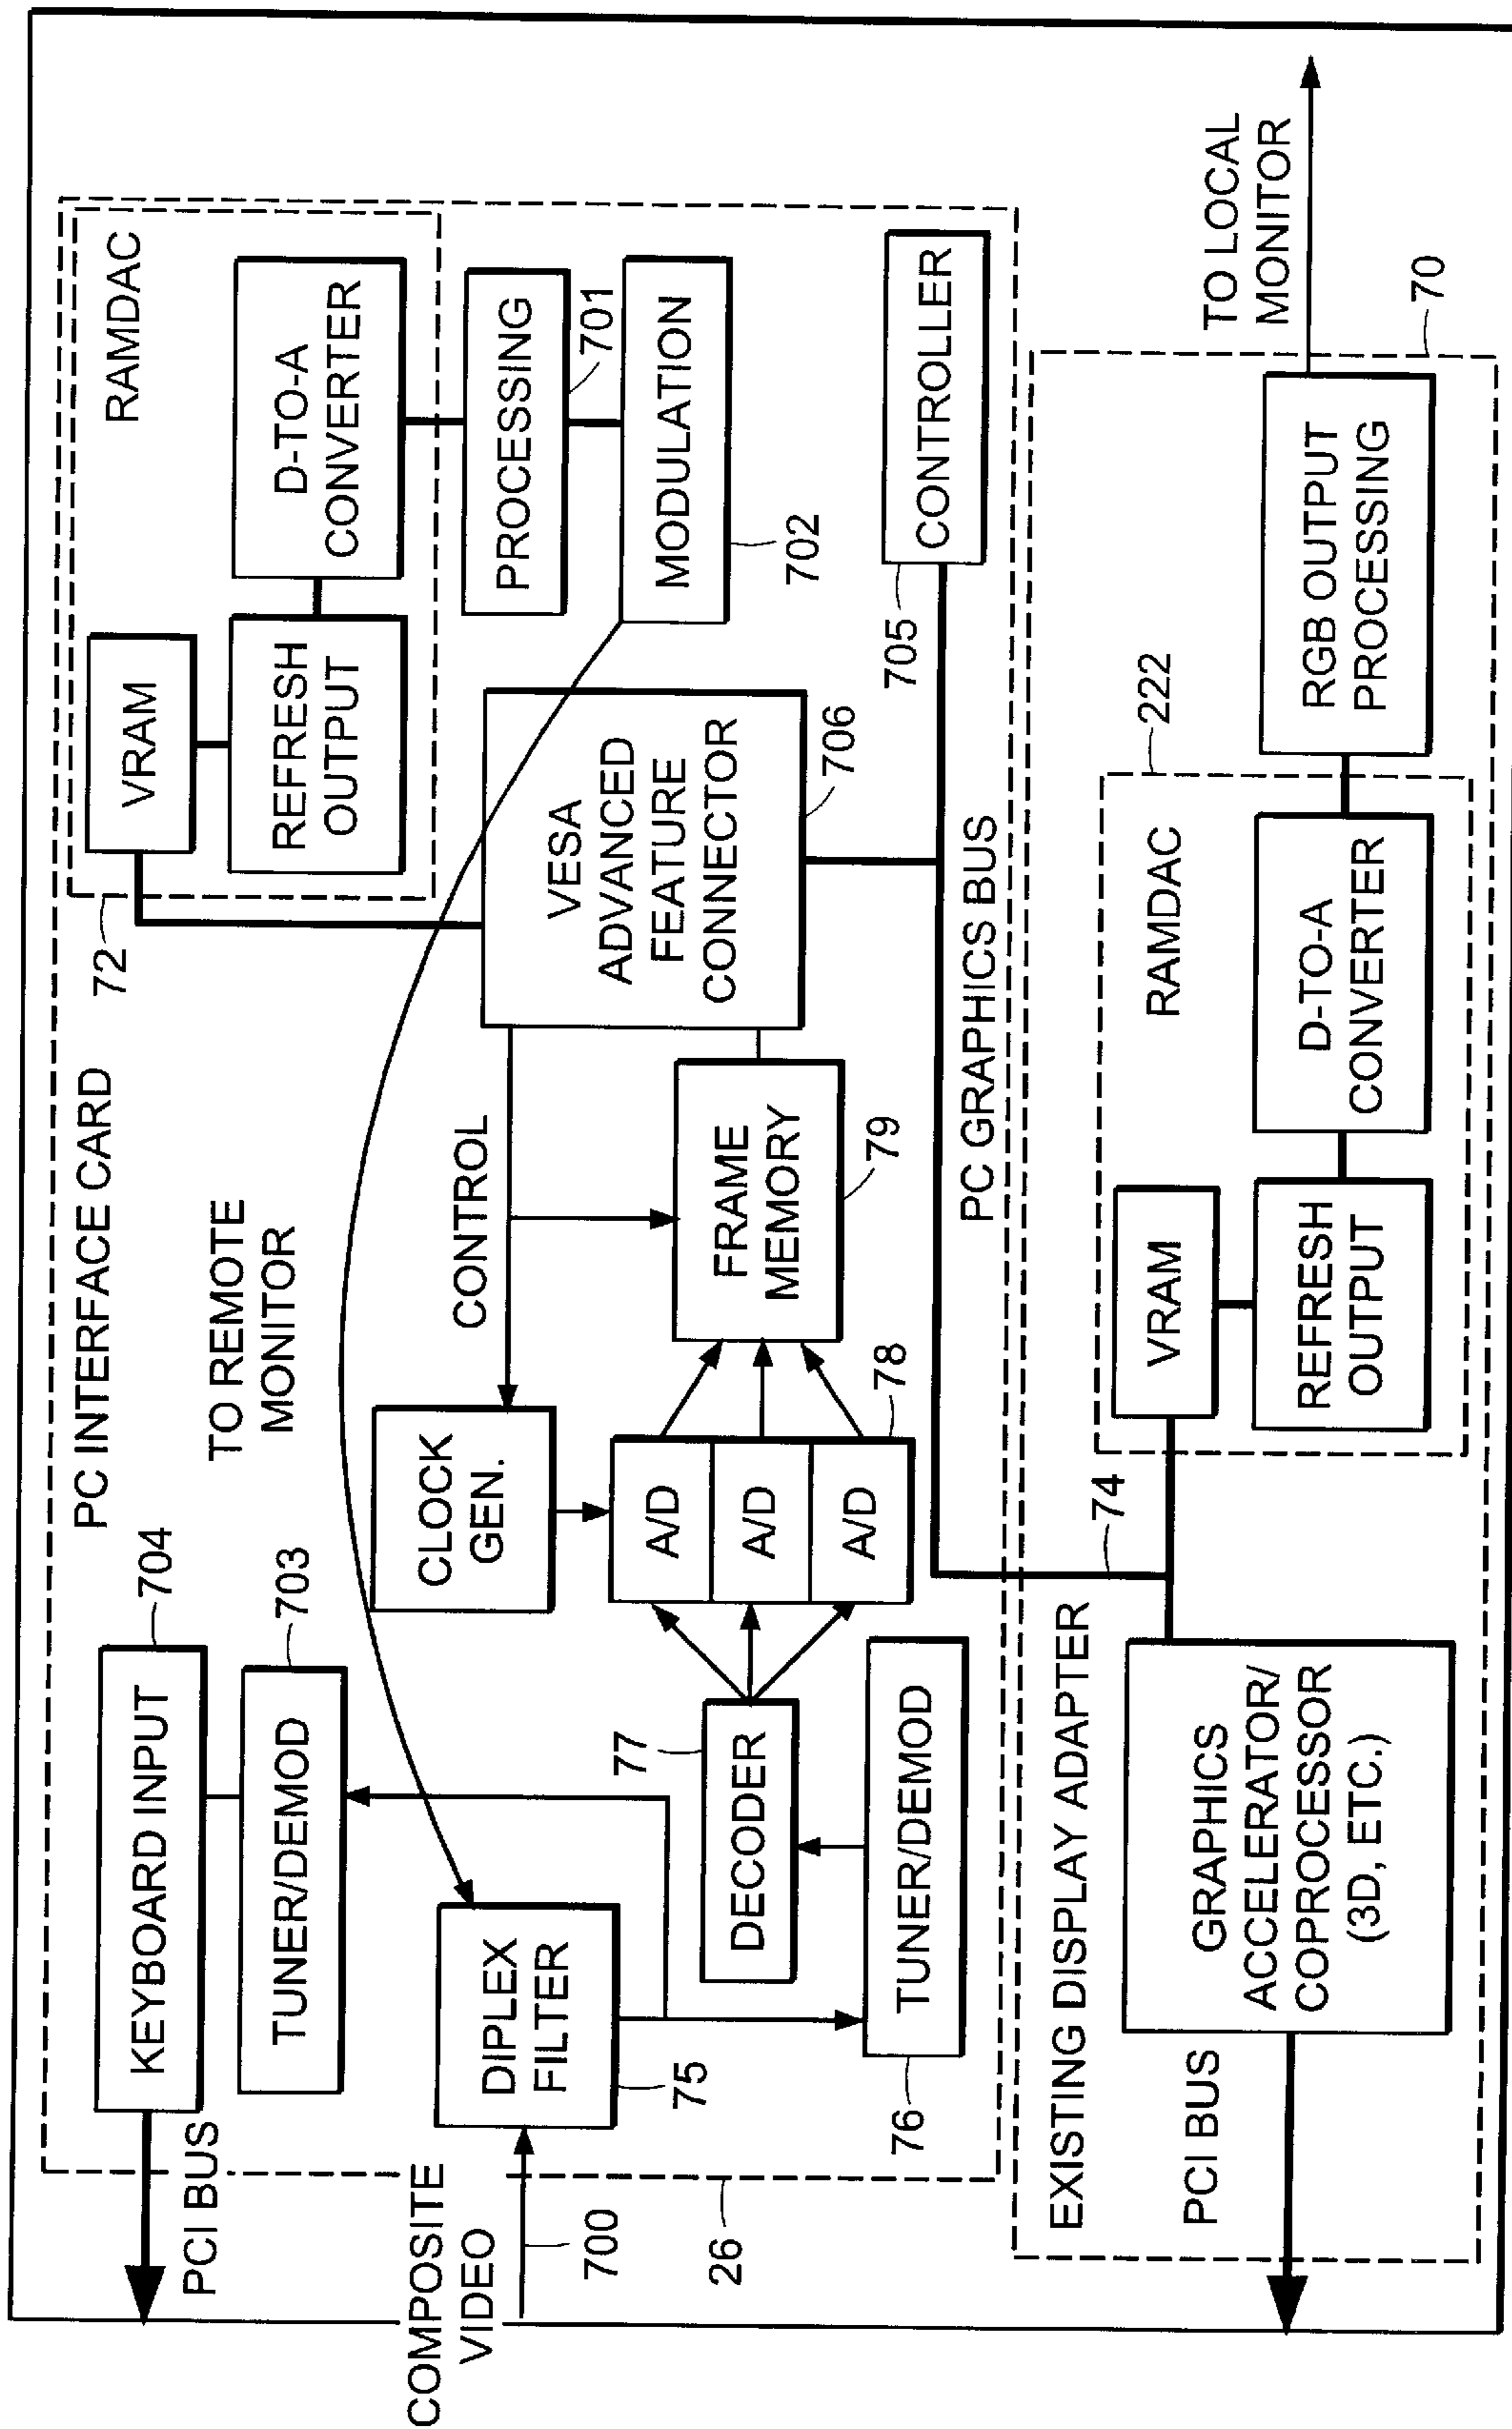 PC INTERFACE CARD
RAMDAC
VRAM
REFRESH
OUTPUT
D-TO-A
CONVERTER
72
PROCESSING
701
MODULATION
702
TO REMOTE
MONITOR
KEYBOARD INPUT
704
PCI BUS
TUNER/DEMOD
703
COMPOSITE
VIDEO
700
DIPLEX
FILTER
75
CLOCK
GEN.
CONTROL
VESA
ADVANCED
FEATURE
CONNECTOR
706
A/D
A/D
A/D
78
FRAME
MEMORY
79
DECODER
77
TUNER/DEMOD
76
CONTROLLER
705
26
PC GRAPHICS BUS
EXISTING DISPLAY ADAPTER
74
PCI BUS
GRAPHICS
ACCELERATOR/
COPROCESSOR
(3D, ETC.)
VRAM
REFRESH
OUTPUT
RAMDAC
222
D-TO-A
CONVERTER
RGB OUTPUT
PROCESSING
70
TO LOCAL
MONITOR